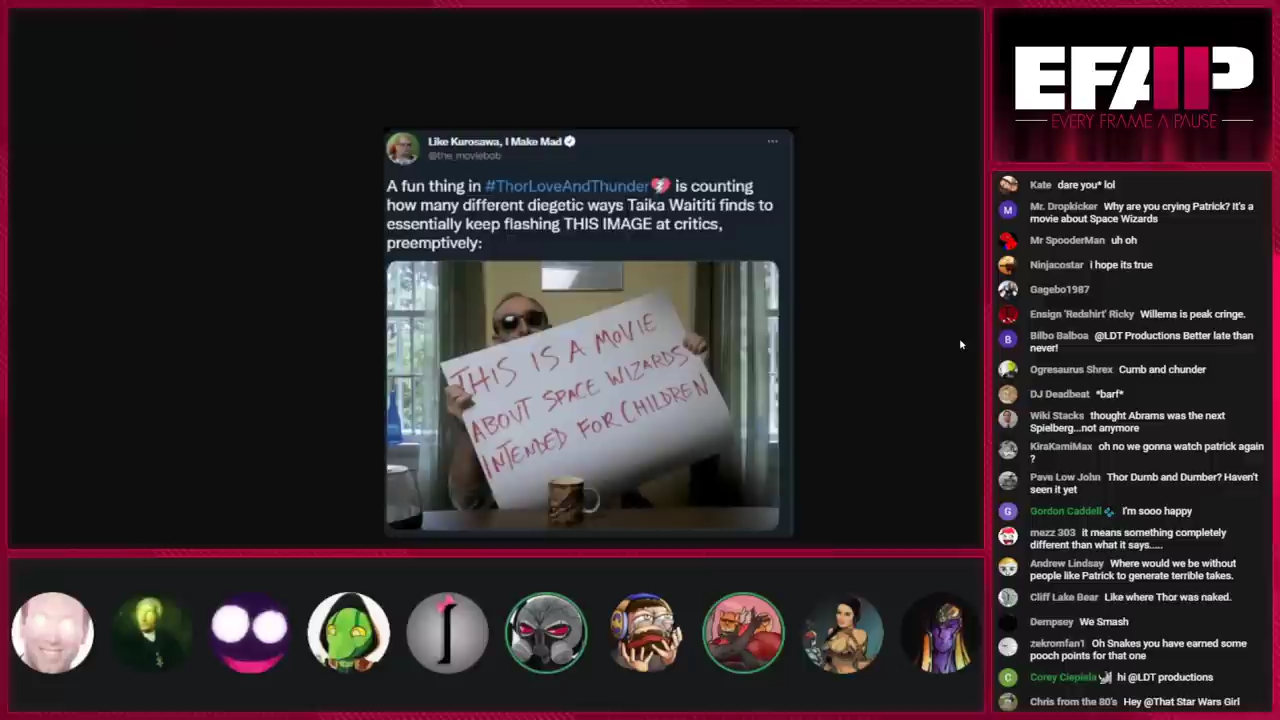 Like Kurosawa, I Make Mad
@the_moviebob
A fun thing in #ThorLoveAndThunder is counting
how many different diegetic ways Taika Waititi finds to
essentially keep flashing THIS IMAGE at critics,
preemptively:
THIS IS A MOVIE
ABOUT SPACE WIZARDS
INTENDED FOR CHILDREN
EFAP
EVERY FRAME A PAUSE
Kate dare you* lol
Mr. Dropkicker Why are you crying Patrick? It's a
movie about Space Wizards
Mr SpooderMan uh oh
Ninjacostar i hope its true
Gagebo1987
Ensign 'Redshirt' Ricky Willems is peak cringe.
Bilbo Balboa @LDT Productions Better late than
never!
Ogresaurus Shrex Cumb and chunder
DJ Deadbeat *barf*
Wiki Stacks thought Abrams was the next
Spielberg...not anymore
KiraKamiMax oh no we gonna watch patrick again
?
Pave Low John Thor Dumb and Dumber? Haven't
seen it yet
Gordon Caddell I'm sooo happy
mezz 303 it means something completely
different than what it says.....
Andrew Lindsay Where would we be without
people like Patrick to generate terrible takes.
Cliff Lake Bear Like where Thor was naked.
Dempsey We Smash
zekromfan1 Oh Snakes you have earned some
pooch points for that one
Corey Ciepiela hi @LDT productions
Chris from the 80's Hey @That Star Wars Girl